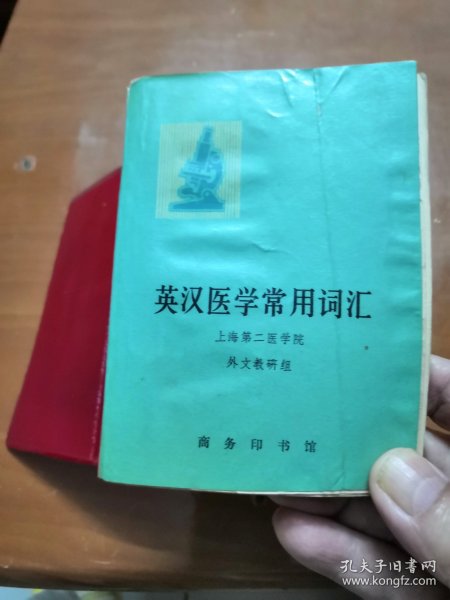 英汉医学常用词汇
上海第二医学院
外文教研组
商务印书馆
孔夫子旧书网
www.kongfz.com